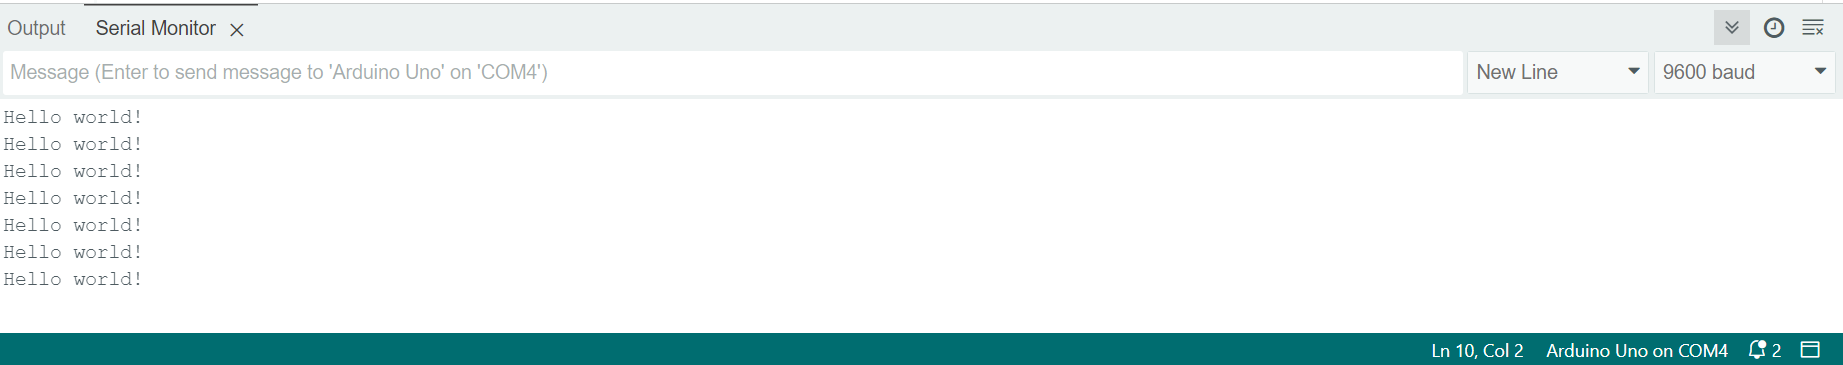 Output Serial Monitor
Message (Enter to send message to 'Arduino Uno' on 'COM4') New Line 9600 baud
Hello world!
Hello world!
Hello world!
Hello world!
Hello world!
Hello world!
Hello world!
Ln 10, Col 2 Arduino Uno on COM4 2